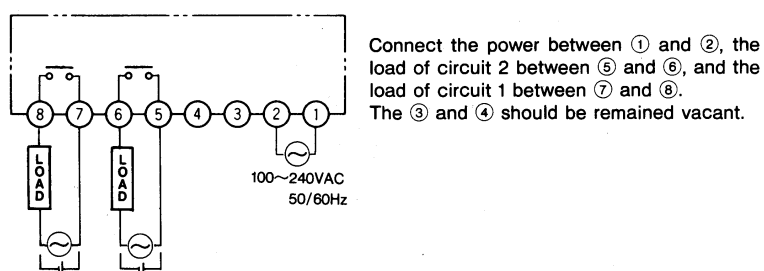 Connect the power between ① and ②, the
load of circuit 2 between ⑤ and ⑥, and the
load of circuit 1 between ⑦ and ⑧.
The ③ and ④ should be remained vacant.
8 7 6 5 4 3 2 1
LOAD
LOAD
100~240VAC
50/60Hz